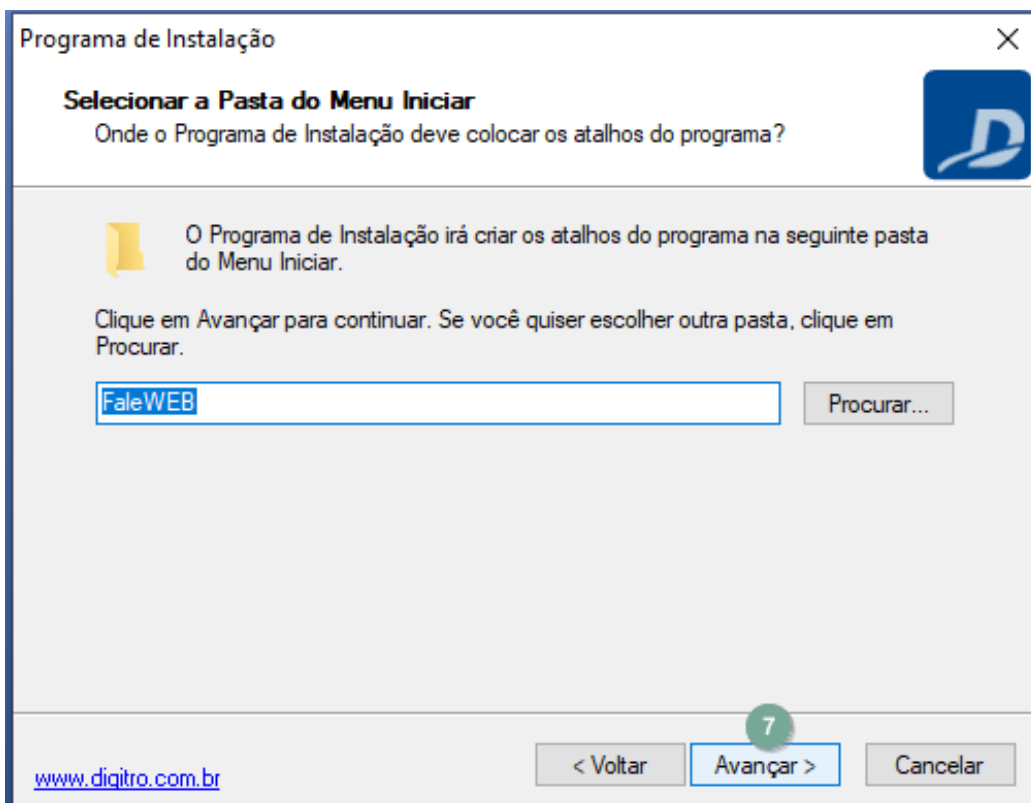 Programa de Instalação
Selecionar a Pasta do Menu Iniciar
Onde o Programa de Instalação deve colocar os atalhos do programa?
O Programa de Instalação irá criar os atalhos do programa na seguinte pasta
do Menu Iniciar.
Clique em Avançar para continuar. Se você quiser escolher outra pasta, clique em
Procurar.
FaleWEB
Procurar...
7
< Voltar
Avançar >
Cancelar
www.digitro.com.br